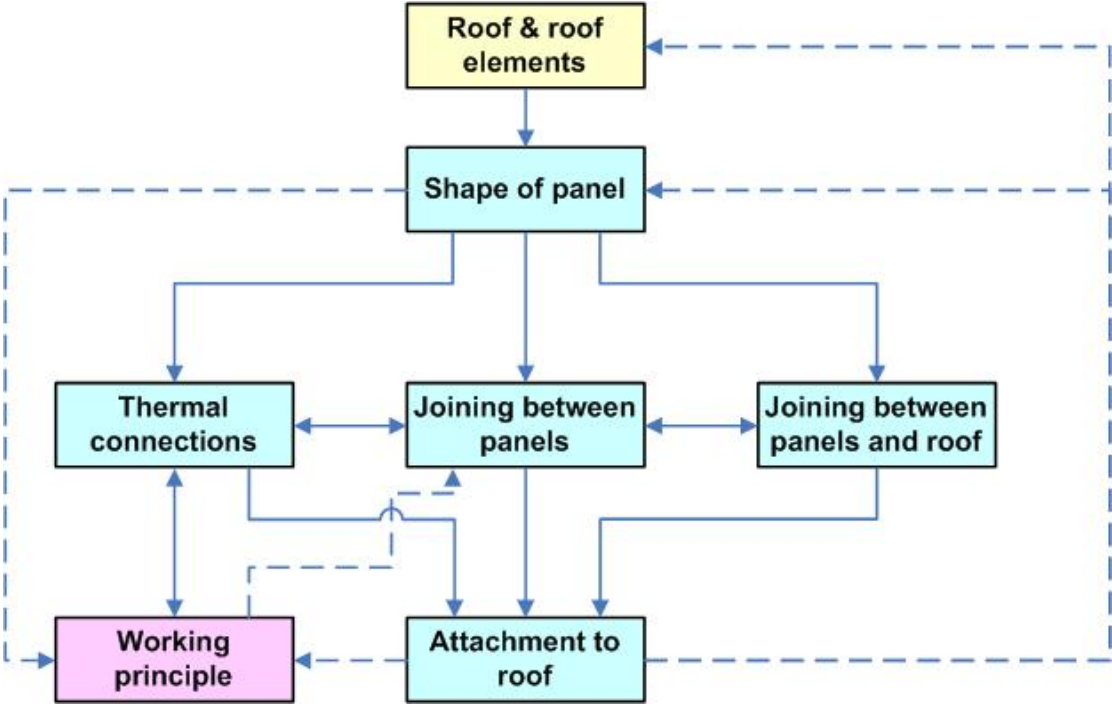 Roof & roof
elements
Shape of panel
Thermal
connections
Joining between
panels
Joining between
panels and roof
Working
principle
Attachment to
roof